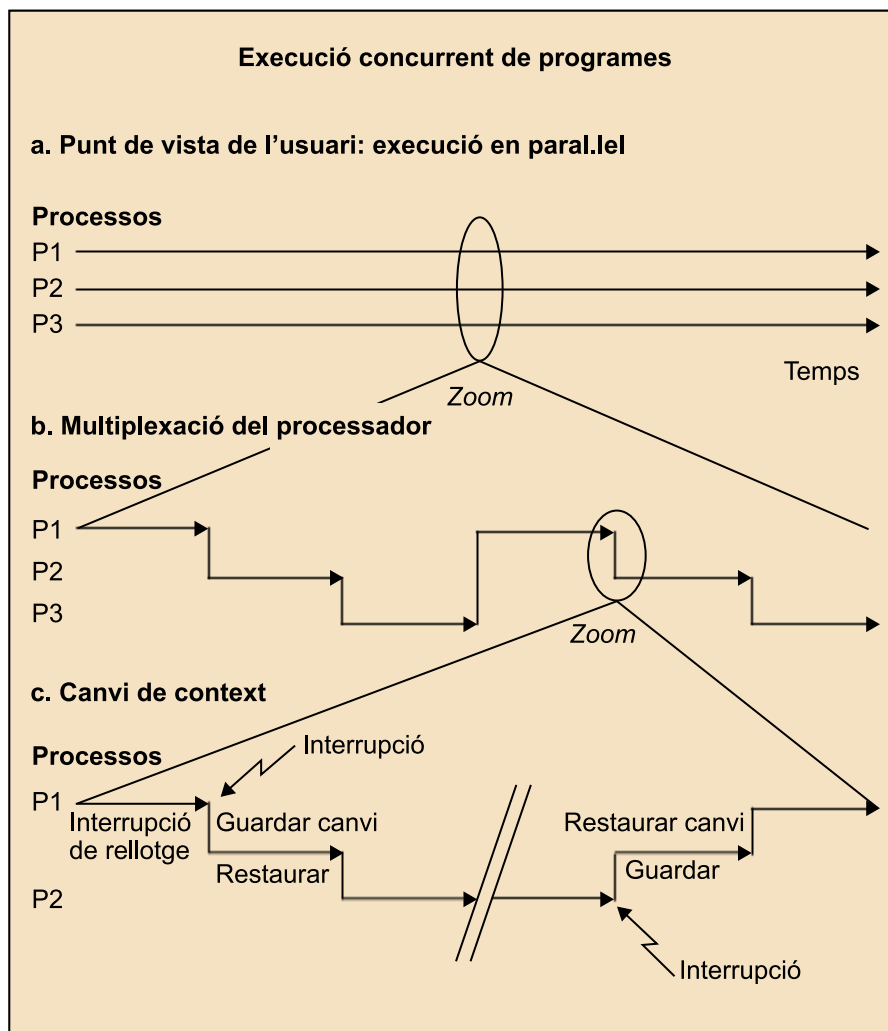 Execució concurrent de programes
a. Punt de vista de l'usuari: execució en paral.lel
Processos
P1
P2
P3
Temps
Zoom
b. Multiplexació del processador
Processos
P1
P2
P3
Zoom
c. Canvi de context
Processos
Interrupció
P1
Interrupció
de rellotge
Guardar canvi
Restaurar
Restaurar canvi
Guardar
P2
Interrupció